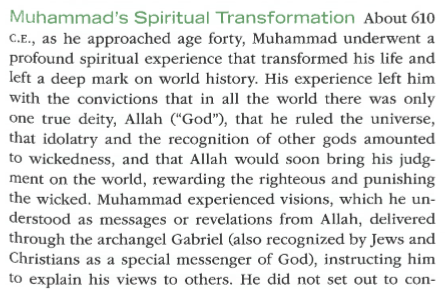 Muhammad's Spiritual Transformation About 610
C.E., as he approached age forty, Muhammad underwent a
profound spiritual experience that transformed his life and
left a deep mark on world history. His experience left him
with the convictions that in all the world there was only
one true deity, Allah ("God"), that he ruled the universe,
that idolatry and the recognition of other gods amounted
to wickedness, and that Allah would soon bring his judg-
ment on the world, rewarding the righteous and punishing
the wicked. Muhammad experienced visions, which he un-
derstood as messages or revelations from Allah, delivered
through the archangel Gabriel (also recognized by Jews and
Christians as a special messenger of God), instructing him
to explain his views to others. He did not set out to con-